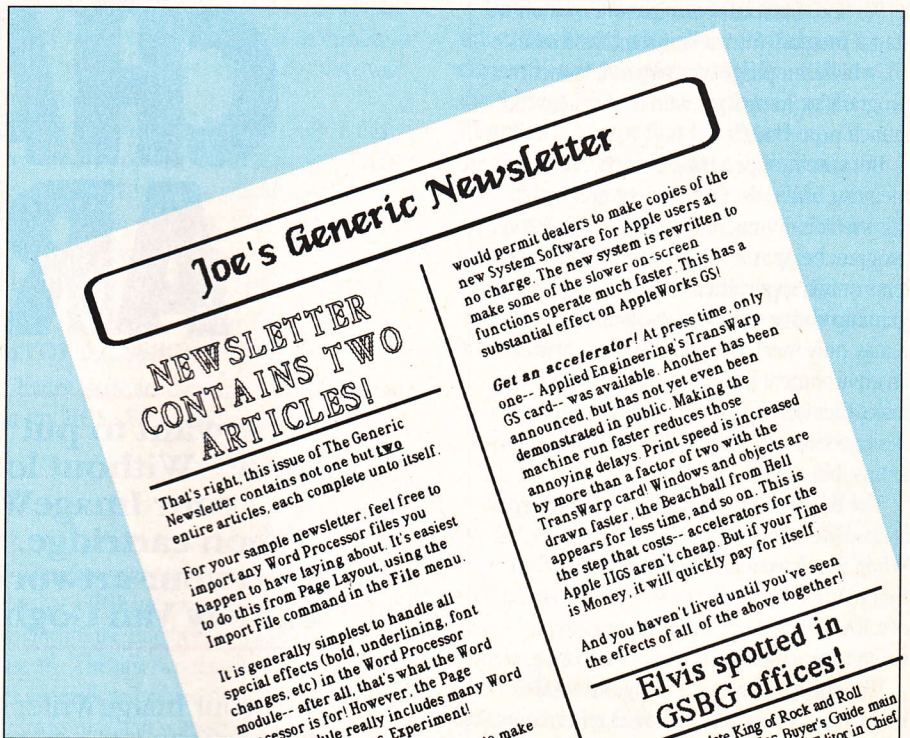 Joe's Generic Newsletter
NEWSLETTER
CONTAINS TWO
ARTICLES!
That's right, this issue of The Generic
Newsletter contains not one but two
entire articles, each complete unto itself.
For your sample newsletter, feel free to
import any Word Processor files you
happen to have laying about. It's easiest
to do this from Page Layout, using the
Import File command in the File menu.
It is generally simplest to handle all
special effects (bold, underlining, font
changes, etc) in the Word Processor
module-- after all, that's what the Word
Processor is for! However, the Page
really includes many Word
Experiment!
to make
would permit dealers to make copies of the
new System Software for Apple users at
no charge. The new system is rewritten to
make some of the slower on-screen
functions operate much faster. This has a
substantial effect on AppleWorks GS!
Get an accelerator! At press time, only
one-- Applied Engineering's TransWarp
GS card-- was available. Another has been
announced, but has not yet even been
demonstrated in public. Making the
machine run faster reduces those
annoying delays. Print speed is increased
by more than a factor of two with the
TransWarp card! Windows and objects are
drawn faster, the Beachball from Hell
appears for less time, and so on. This is
the step that costs-- accelerators for the
Apple IIGS aren't cheap. But if your Time
is Money, it will quickly pay for itself.
And you haven't lived until you've seen
the effects of all of the above together!
Elvis spotted in
GSBG offices!
King of Rock and Roll
Buyer's Guide main
Editor in Chief